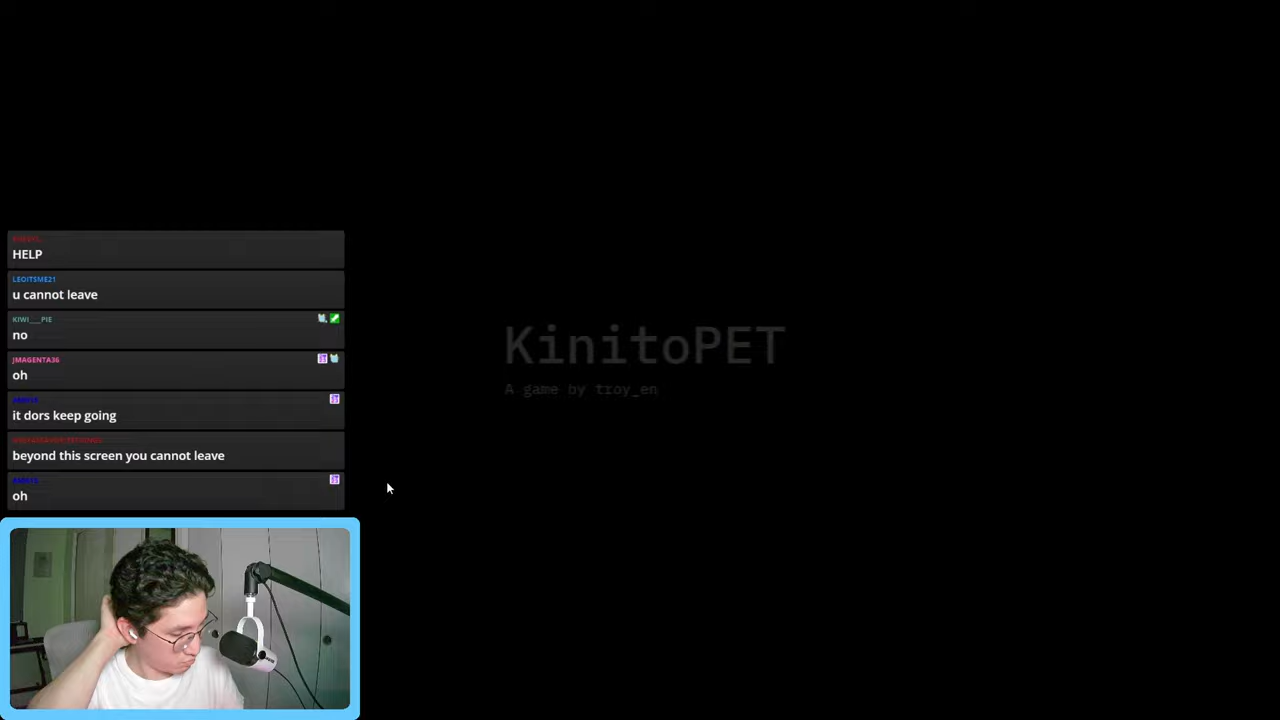 HELP
LEOITSME21
u cannot leave
KIWI___PIE
no
JMAGENTA36
oh
it dors keep going
beyond this screen you cannot leave
oh
KinitoPET
A game by troy_en